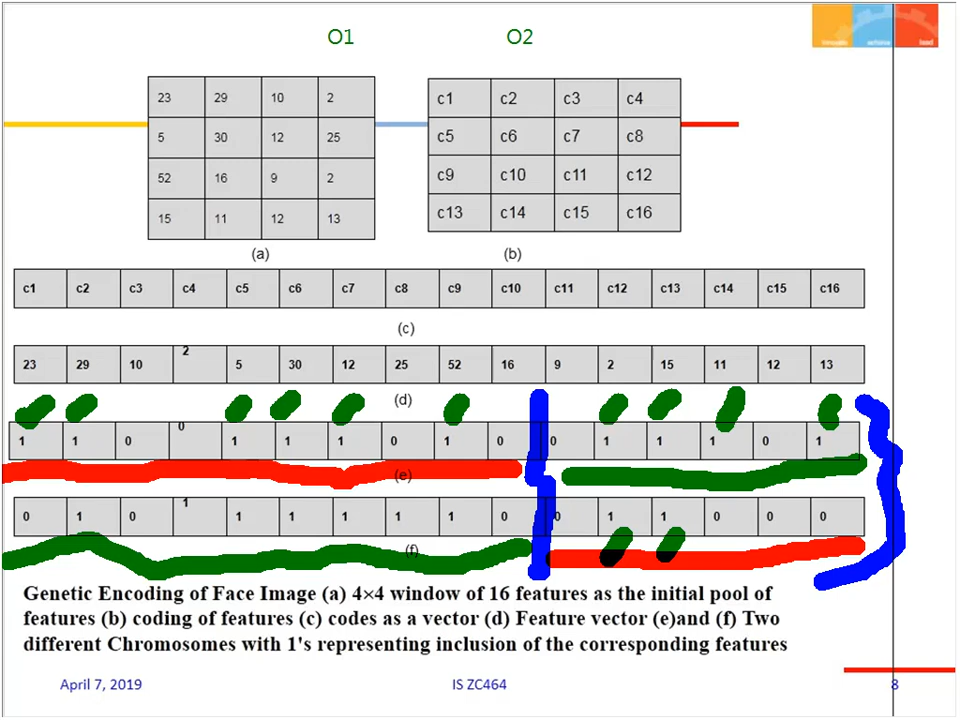 O1 O2
23 29 10 2
5 30 12 25
52 16 9 2
15 11 12 13
(a)
c1 c2 c3 c4
c5 c6 c7 c8
c9 c10 c11 c12
c13 c14 c15 c16
(b)
c1 c2 c3 c4 c5 c6 c7 c8 c9 c10 c11 c12 c13 c14 c15 c16
(c)
23 29 10 2 5 30 12 25 52 16 9 2 15 11 12 13
(d)
1 1 0 0 1 1 1 0 1 0 0 1 1 1 0 1
(e)
0 1 0 1 1 1 1 1 1 0 0 1 1 0 0 0
(f)
Genetic Encoding of Face Image (a) 4×4 window of 16 features as the initial pool of
features (b) coding of features (c) codes as a vector (d) Feature vector (e)and (f) Two
different Chromosomes with 1's representing inclusion of the corresponding features
April 7, 2019 IS ZC464 8